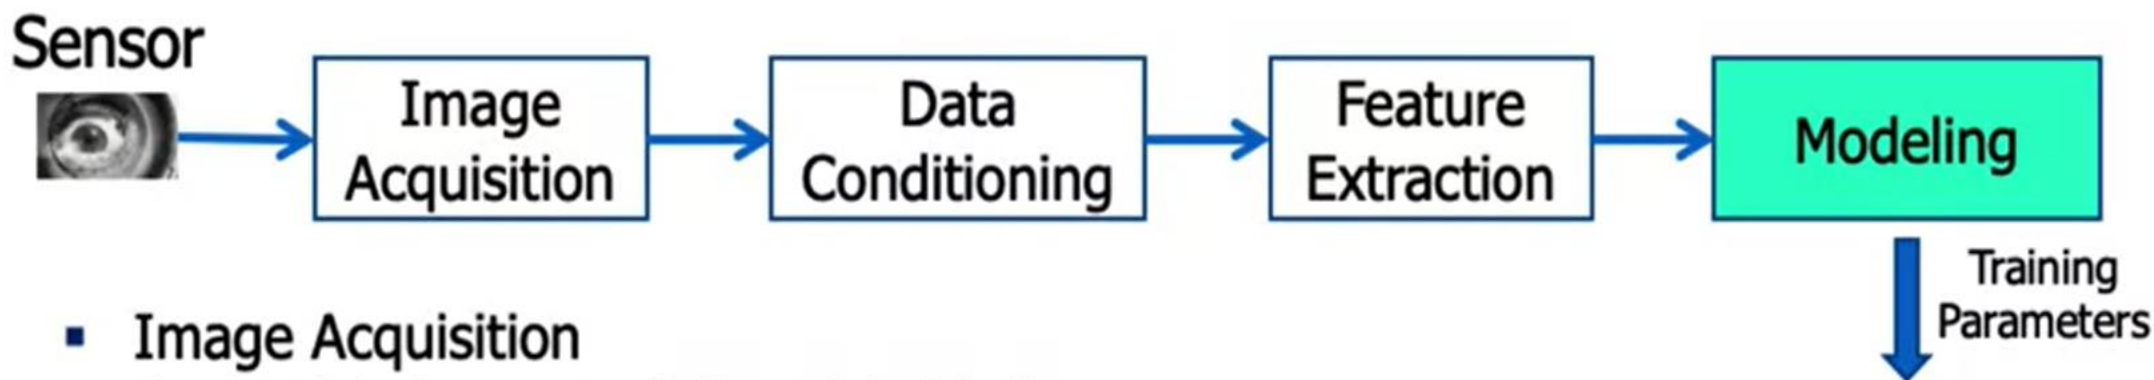 Sensor
Image
Acquisition
Data
Conditioning
Feature
Extraction
Modeling
Training
Parameters
▪ Image Acquisition